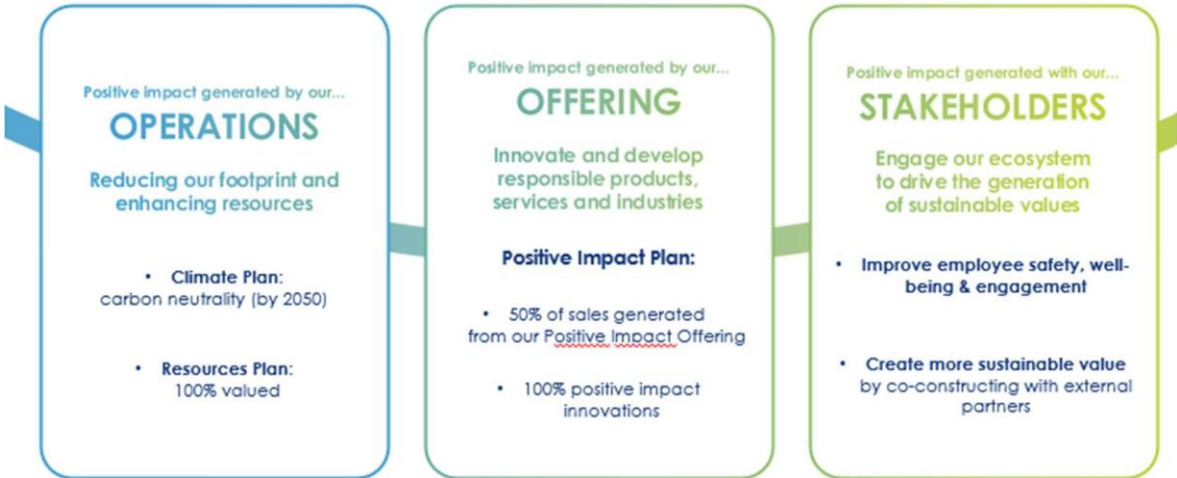 Positive impact generated by our...
OPERATIONS
Reducing our footprint and
enhancing resources
• Climate Plan:
carbon neutrality (by 2050)
• Resources Plan:
100% valued
Positive impact generated by our...
OFFERING
Innovate and develop
responsible products,
services and industries
Positive Impact Plan:
• 50% of sales generated
from our Positive Impact Offering
• 100% positive impact
innovations
Positive impact generated with our...
STAKEHOLDERS
Engage our ecosystem
to drive the generation
of sustainable values
• Improve employee safety, well-
being & engagement
• Create more sustainable value
by co-constructing with external
partners